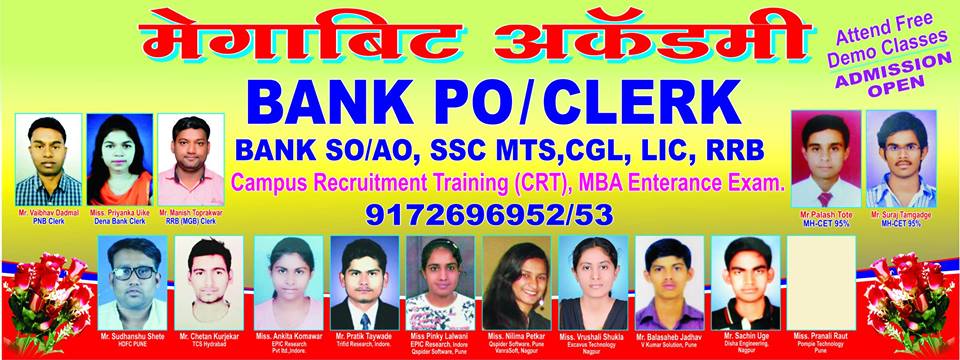 मेगाबिट अकॅडमी
Attend Free
Demo Classes
ADMISSION
OPEN
BANK PO/CLERK
BANK SO/AO, SSC MTS,CGL, LIC, RRB
Campus Recruitment Training (CRT), MBA Enterance Exam.
9172696952/53
Mr. Vaibhav Dadmal
PNB Clerk
Miss. Priyanka Uike
Dena Bank Clerk
Mr. Manish Toprakwar
RRB (MGB) Clerk
Mr.Palash Tote
MH-CET 95%
Mr. Suraj Tamgadge
MH-CET 95%
Mr. Sudhanshu Shete
HDFC PUNE
Mr. Chetan Kurjekar
TCS Hydrabad
Miss. Ankita Komawar
EPIC Research
Pvt ltd.,Indore.
Mr. Pratik Taywade
Trifid Research, Indore.
Miss Pinky Lalwani
EPIC Research, Indore
Qspider Software, Pune
Miss. Nilima Petkar
Qspider Software, Pune
VanraSoft, Nagpur
Miss. Vrushali Shukla
Excarvus Technology
Nagpur
Mr. Balasaheb Jadhav
V Kumar Solution, Pune
Mr. Sachin Uge
Disha Engineering,
Nagpur
Miss. Pranali Raut
Pompie Technology
Pune